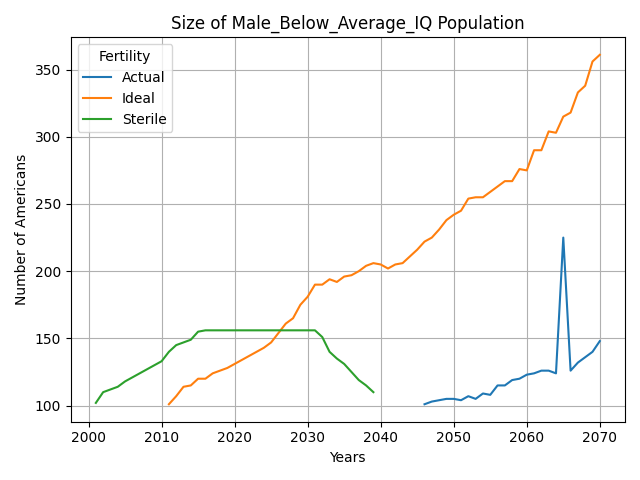 Size of Male_Below_Average_IQ Population
Fertility
Actual
Ideal
Sterile
Number of Americans
350
300
250
200
150
100
2000 2010 2020 2030 2040 2050 2060 2070
Years